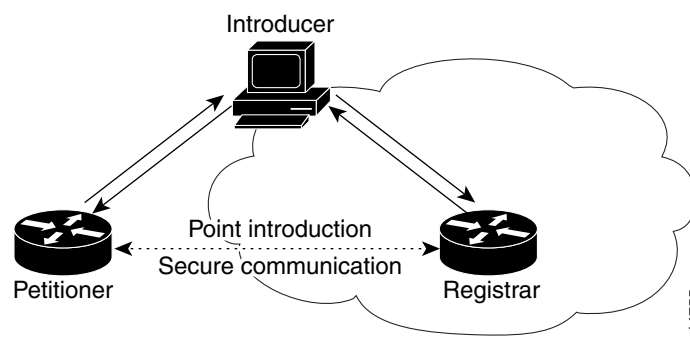 Introducer
Point introduction
Secure communication
Petitioner
Registrar